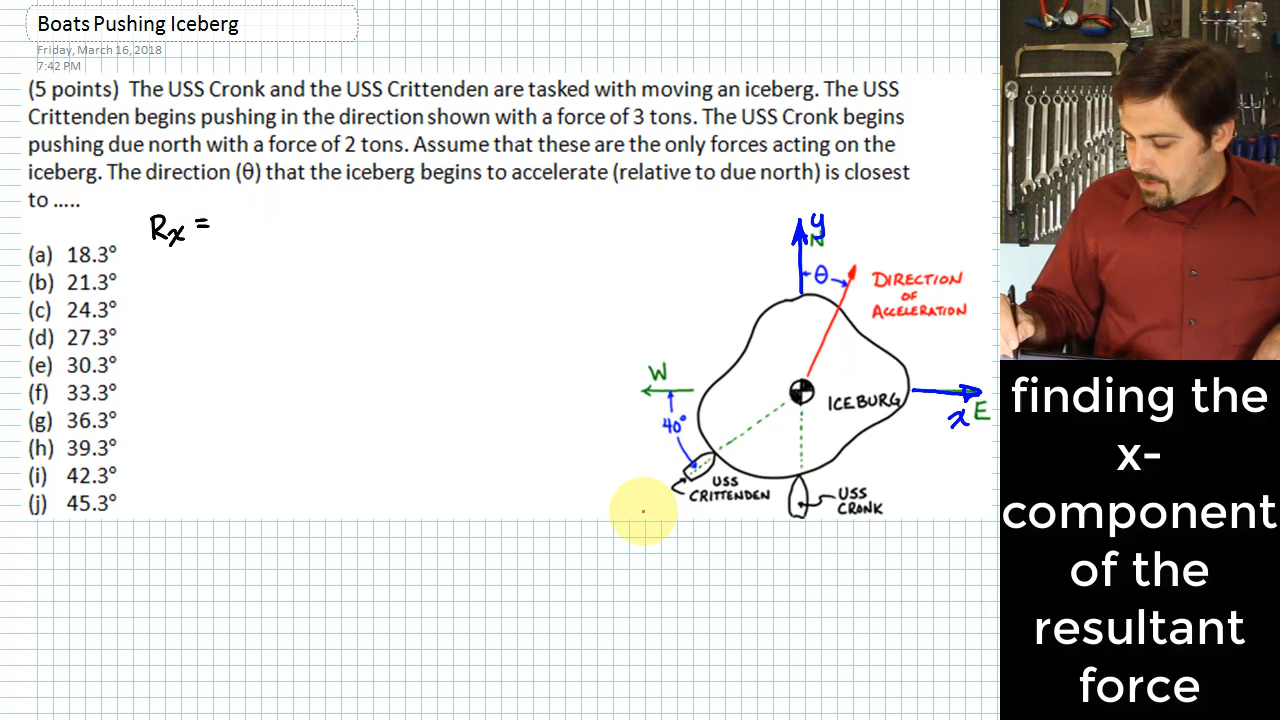 Boats Pushing Iceberg
Friday, March 16, 2018
7:42 PM
(5 points)  The USS Cronk and the USS Crittenden are tasked with moving an iceberg. The USS
Crittenden begins pushing in the direction shown with a force of 3 tons. The USS Cronk begins
pushing due north with a force of 2 tons. Assume that these are the only forces acting on the
iceberg. The direction (θ) that the iceberg begins to accelerate (relative to due north) is closest
to .....
Rx =
(a) 18.3°
(b) 21.3°
(c) 24.3°
(d) 27.3°
(e) 30.3°
(f) 33.3°
(g) 36.3°
(h) 39.3°
(i) 42.3°
(j) 45.3°
y
N
θ
DIRECTION
OF
ACCELERATION
W
ICEBURG
E
x
40°
USS
CRITTENDEN
USS
CRONK
finding the
x-
component
of the
resultant
force